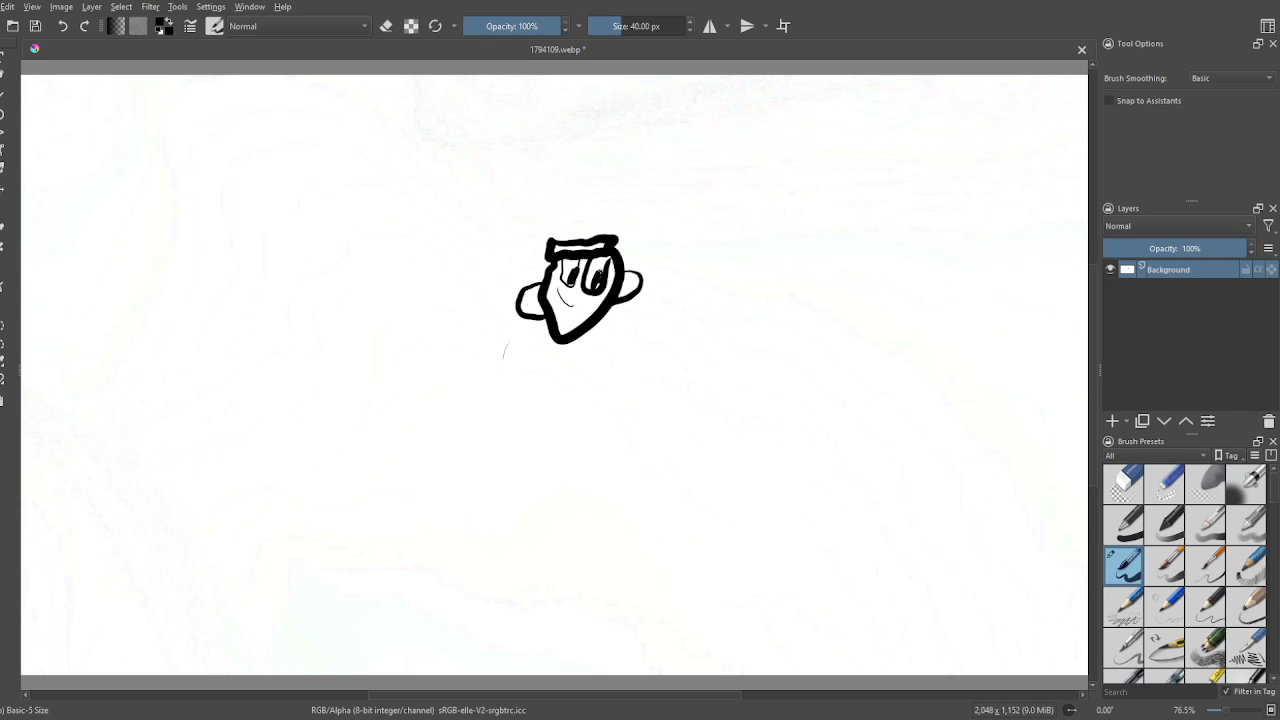 Edit View Image Layer Select Filter Tools Settings Window Help
Normal Opacity: 100% Size: 40.00 px
1794109.webp *
Tool Options
Brush Smoothing: Basic
Snap to Assistants
Layers
Normal
Opacity: 100%
Background
Brush Presets
All Tag
Search Filter in Tag
) Basic-5 Size RGB/Alpha (8-bit integer/channel) sRGB-elle-V2-srgbtrc.icc 2,048 x 1,152 (9.0 MiB) 0.00° 76.5%